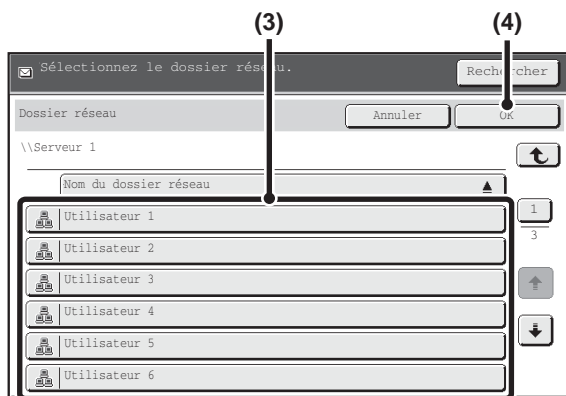 (3) (4)
Sélectionnez le dossier réseau. Rechercher
Dossier réseau Annuler OK
\\Serveur 1
Nom du dossier réseau
Utilisateur 1 1
3
Utilisateur 2
Utilisateur 3
Utilisateur 4
Utilisateur 5
Utilisateur 6